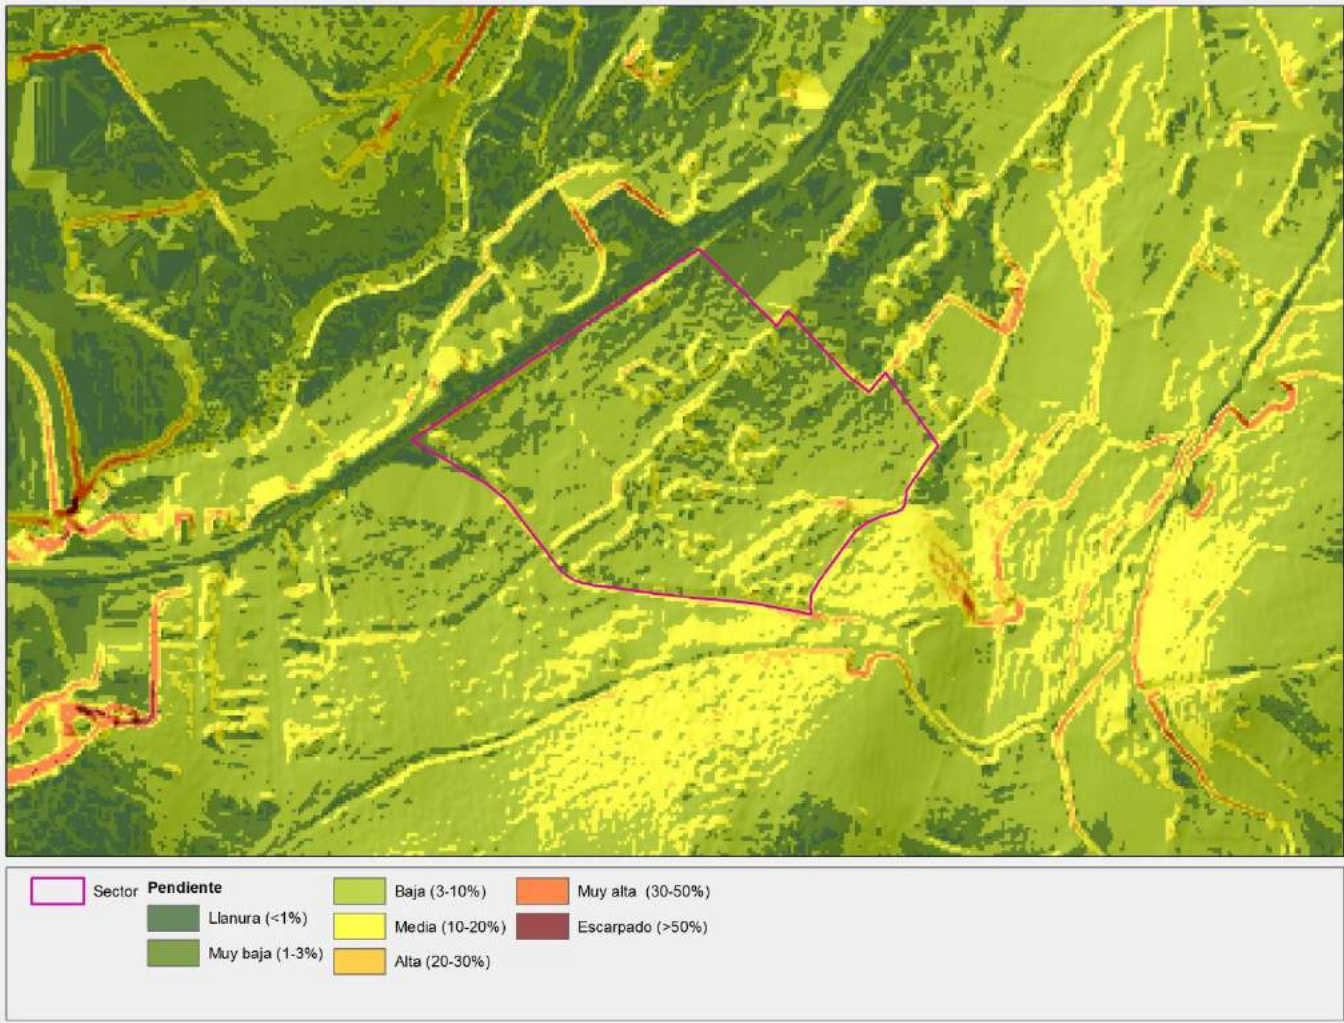 Sector
Pendiente
Llanura (<1%)
Muy baja (1-3%)
Baja (3-10%)
Media (10-20%)
Alta (20-30%)
Muy alta (30-50%)
Escarpado (>50%)